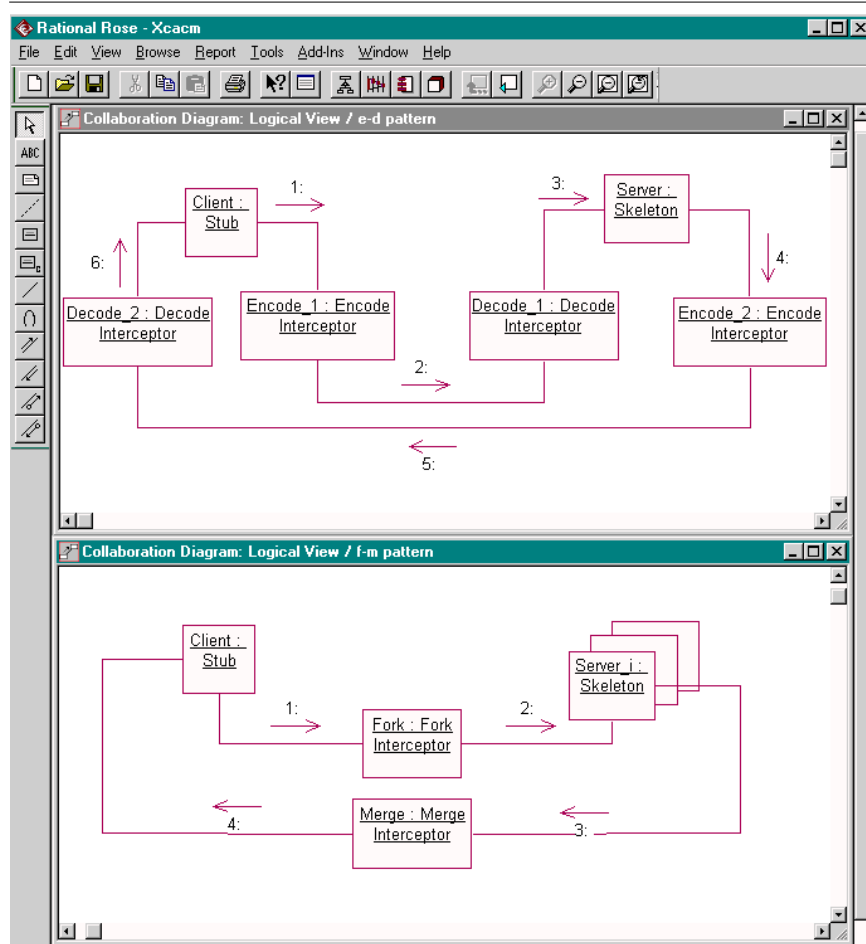 Rational Rose - Xcacm
File Edit View Browse Report Tools Add-Ins Window Help
ABC
Collaboration Diagram: Logical View / e-d pattern
1:
3:
Client :
Stub
Server :
Skeleton
6:
4:
Decode_2 : Decode
Interceptor
Encode_1 : Encode
Interceptor
Decode_1 : Decode
Interceptor
Encode_2 : Encode
Interceptor
2:
5:
Collaboration Diagram: Logical View / f-m pattern
Client :
Stub
Server_i :
Skeleton
1:
2:
Fork : Fork
Interceptor
Merge : Merge
Interceptor
4:
3: